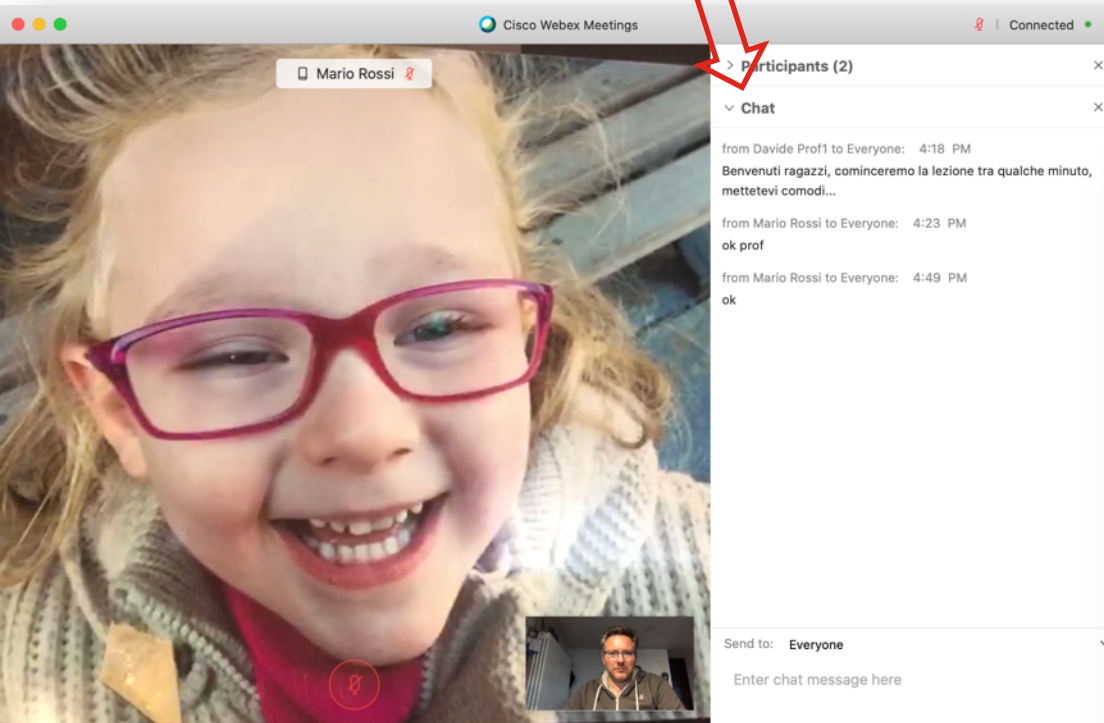 Cisco Webex Meetings
Connected
Mario Rossi
Participants (2)
Chat
from Davide Prof1 to Everyone: 4:18 PM
Benvenuti ragazzi, cominceremo la lezione tra qualche minuto,
mettetevi comodi...
from Mario Rossi to Everyone: 4:23 PM
ok prof
from Mario Rossi to Everyone: 4:49 PM
ok
Send to: Everyone
Enter chat message here